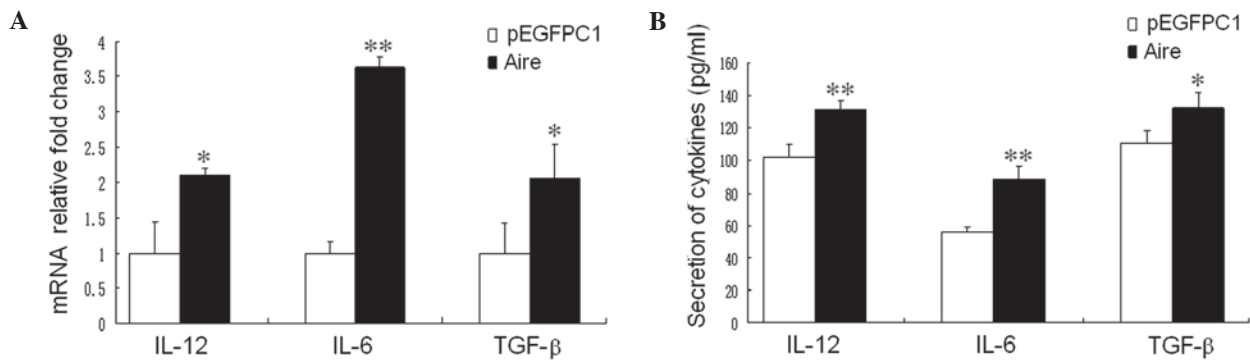 A
mRNA relative fold change
4
3.5
3
2.5
2
1.5
1
0.5
0
pEGFPC1
Aire
*
**
*
IL-12
IL-6
TGF-β
B
Secretion of cytokines (pg/ml)
160
140
120
100
80
60
40
20
0
pEGFPC1
Aire
**
**
*
IL-12
IL-6
TGF-β